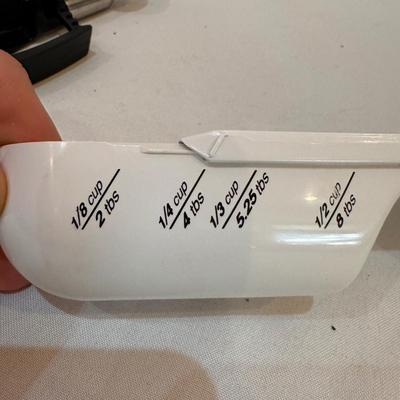 1/8 cup
2 tbs
1/4 cup
4 tbs
1/3 cup
5.25 tbs
1/2 cup
8 tbs